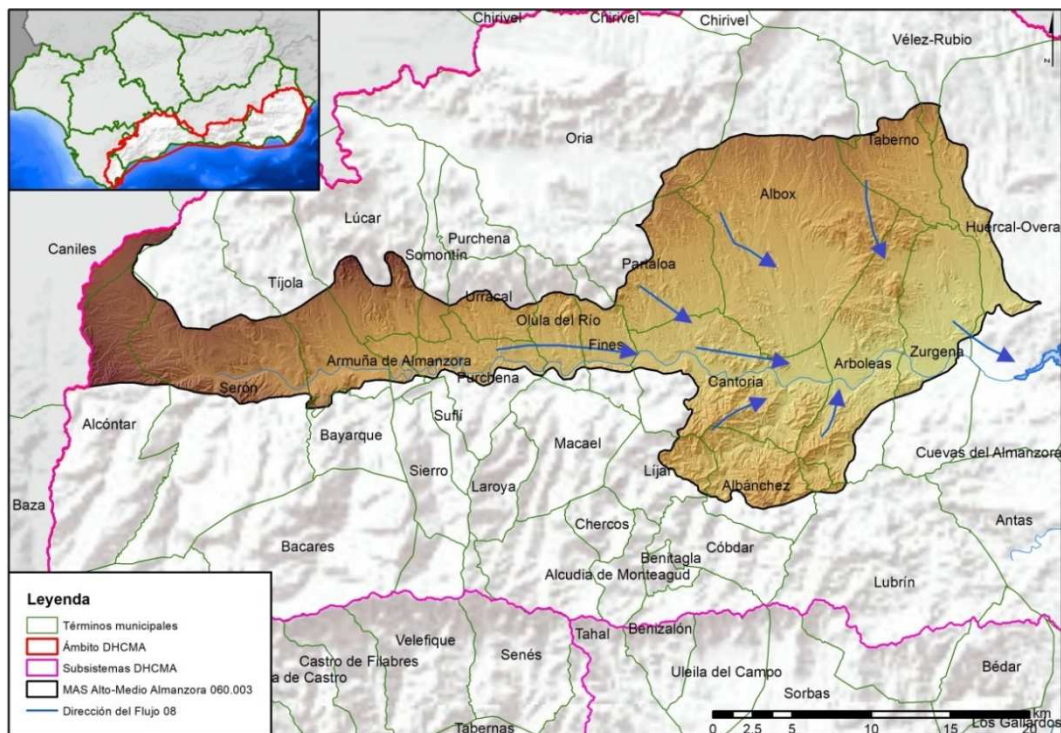 Chirivel
Chirivel
Chirivel
Vélez-Rubio
z
Oria
Taberno
Albox
Lúcar
Caniles
Purchena
Somontín
Huercal-Overa
Partaloa
Tíjola
Urrácal
Olula del Río
Fines
Armuña de Almanzora
Arboleas
Zurgena
Serón
Purchena
Cantoria
Alcóntar
Suflí
Bayarque
Macael
Cuevas del Almanzora
Sierro
Líjar
Laroya
Albánchez
Baza
Antas
Chercos
Bacares
Cóbdar
Benitagla
Alcudia de Monteagud
Lubrín
Leyenda
Términos municipales
Ámbito DHCMA
Subsistemas DHCMA
MAS Alto-Medio Almanzora 060.003
Dirección del Flujo 08
Velefique
Tahal
Benizalón
Castro de Filabres
Senés
Uleila del Campo
Bédar
a de Castro
Sorbas
Tabernas
km
0 2.5 5 10 15 20
Los Gallardos